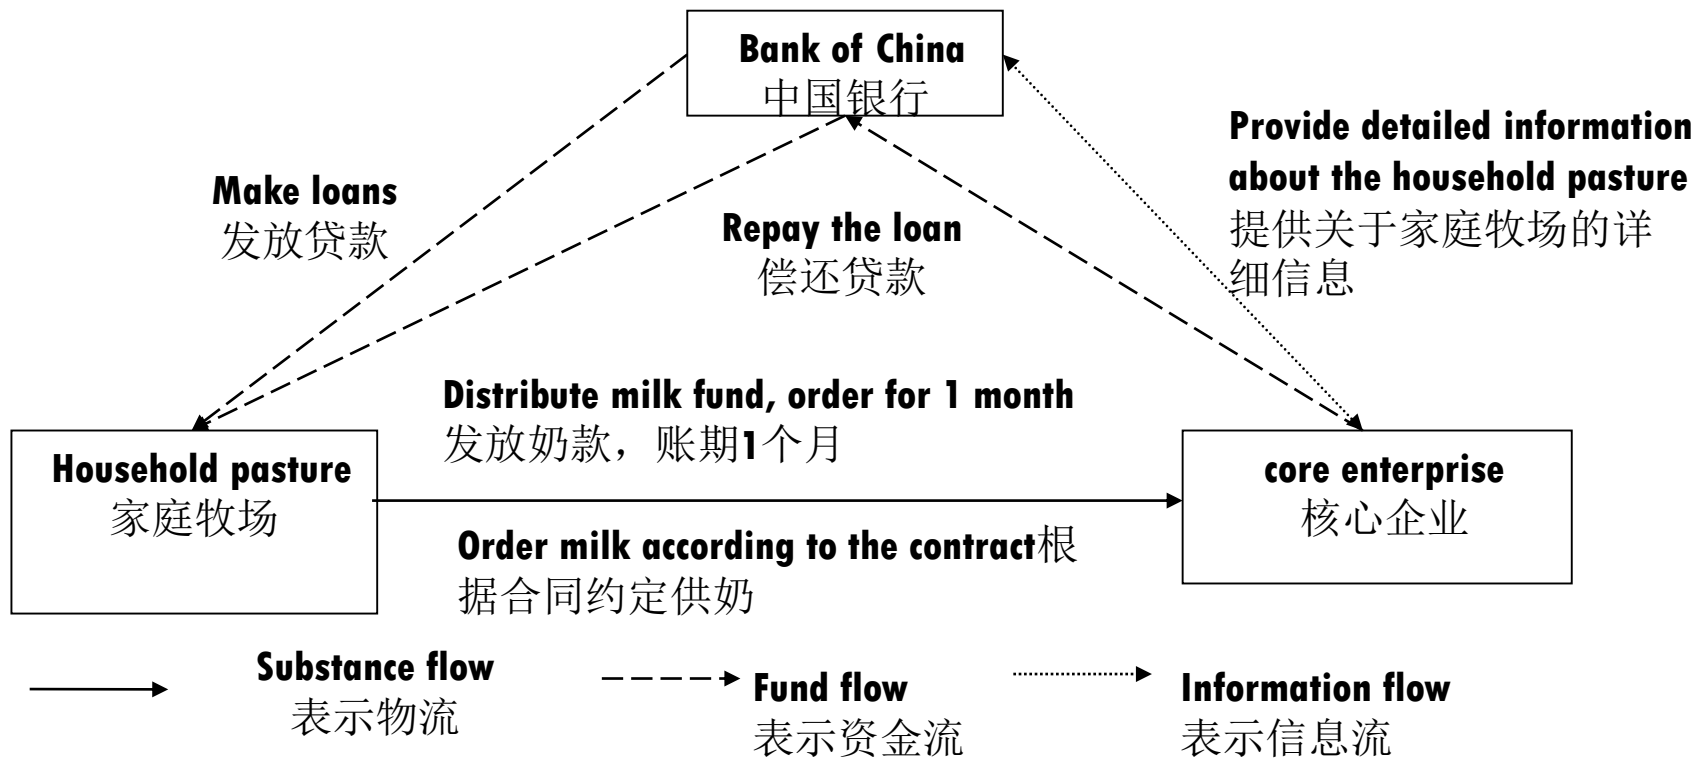 Bank of China
中国银行
Provide detailed information
about the household pasture
提供关于家庭牧场的详
细信息
Make loans
发放贷款
Repay the loan
偿还贷款
Distribute milk fund, order for 1 month
发放奶款，账期1个月
Household pasture
家庭牧场
core enterprise
核心企业
Order milk according to the contract根
据合同约定供奶
Substance flow
表示物流
Fund flow
表示资金流
Information flow
表示信息流